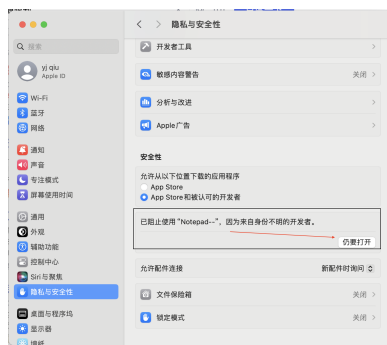 隐私与安全性
搜索
yj qiu
Apple ID
Wi-Fi
蓝牙
网络
通知
声音
专注模式
屏幕使用时间
通用
外观
辅助功能
控制中心
Siri与聚焦
隐私与安全性
桌面与程序坞
显示器
墙纸
开发者工具
敏感内容警告
关闭
分析与改进
Apple广告
安全性
允许从以下位置下载的应用程序
App Store
App Store和被认可的开发者
已阻止使用“Notepad--”，因为来自身份不明的开发者。
仍要打开
允许配件连接
新配件时询问
文件保险箱
关闭
锁定模式
关闭